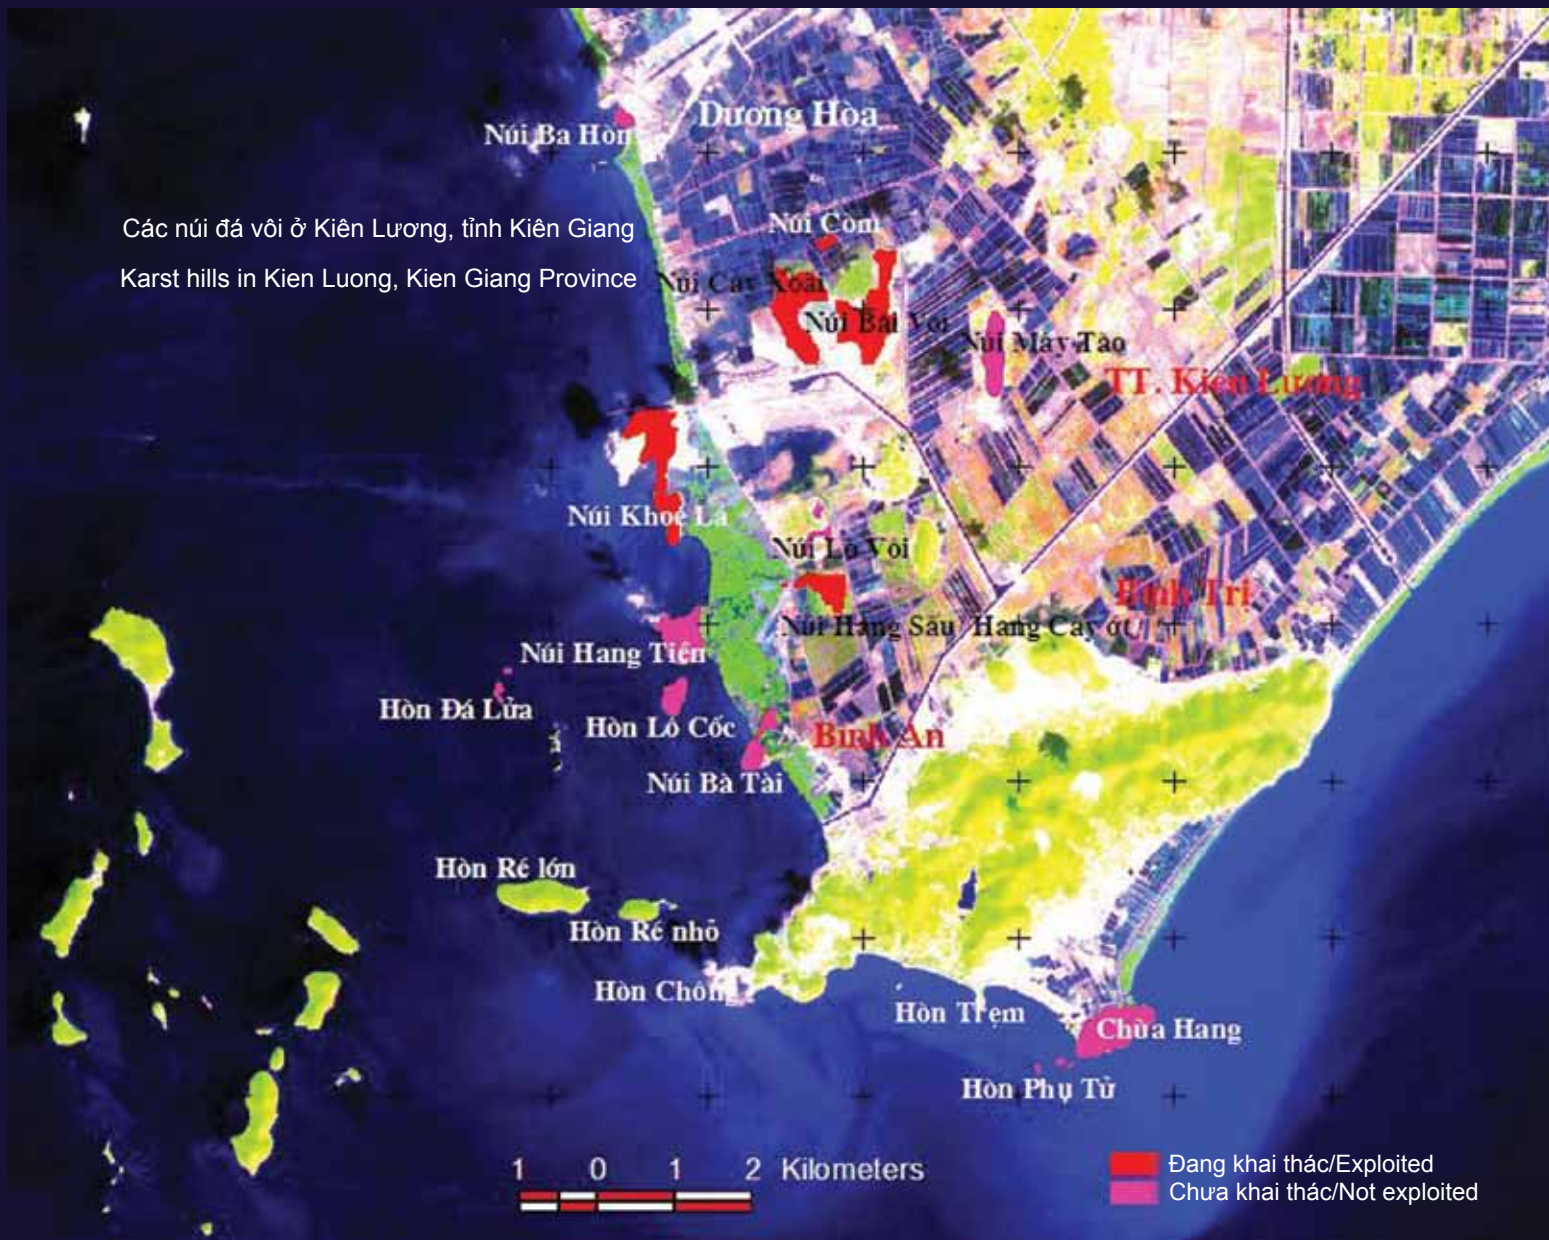 Núi Ba Hòn
Dương Hòa
Các núi đá vôi ở Kiên Lương, tỉnh Kiên Giang
Karst hills in Kien Luong, Kien Giang Province
Núi Còm
Núi Cay Xoài
Núi Bãi Voi
Núi Mây Tào
TT. Kiên Lương
Núi Khoe Lá
Núi Lò Vôi
Bình Trị
Núi Hang Sấu
Hang Cây ớt
Núi Hang Tiền
Hòn Đá Lửa
Hòn Lô Cốc
Bình An
Núi Bà Tài
Hòn Rẻ lớn
Hòn Rẻ nhỏ
Hòn Chông
Hòn Trẹm
Chùa Hang
Hòn Phụ Tử
1 0 1 2 Kilometers
Đang khai thác/Exploited
Chưa khai thác/Not exploited